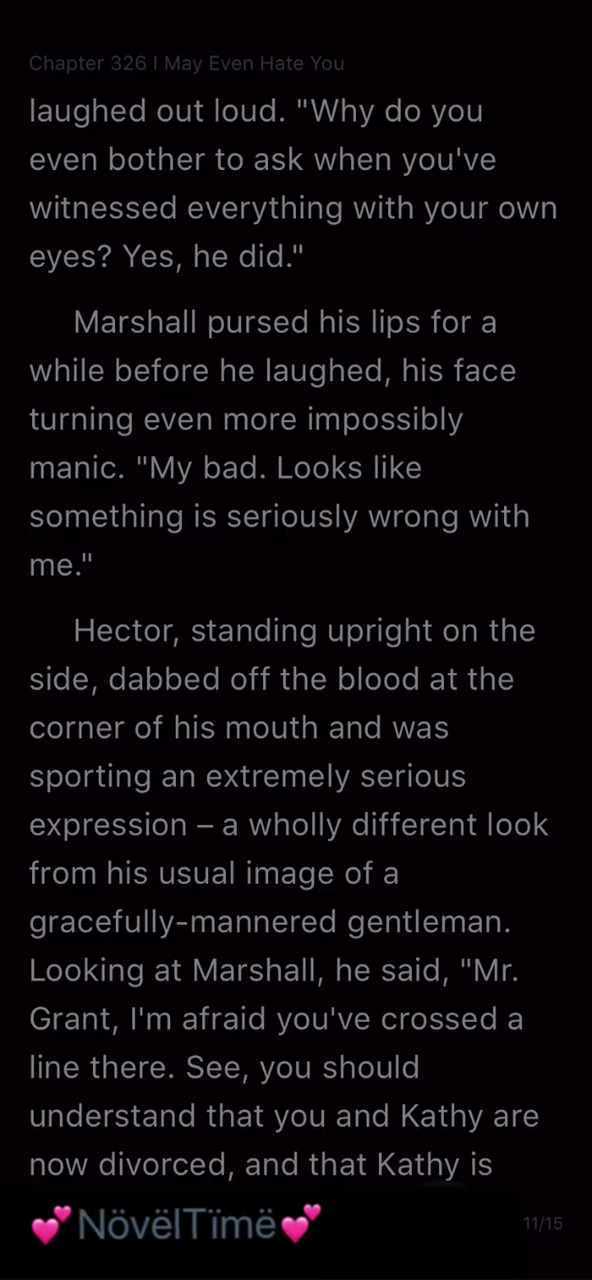 Chapter 326 I May Even Hate You
laughed out loud. "Why do you
even bother to ask when you've
witnessed everything with your own
eyes? Yes, he did."
Marshall pursed his lips for a
while before he laughed, his face
turning even more impossibly
manic. "My bad. Looks like
something is seriously wrong with
me."
Hector, standing upright on the
side, dabbed off the blood at the
corner of his mouth and was
sporting an extremely serious
expression – a wholly different look
from his usual image of a
gracefully-mannered gentleman.
Looking at Marshall, he said, "Mr.
Grant, I'm afraid you've crossed a
line there. See, you should
understand that you and Kathy are
now divorced, and that Kathy is
💕NövëlTïmë💕
11/15